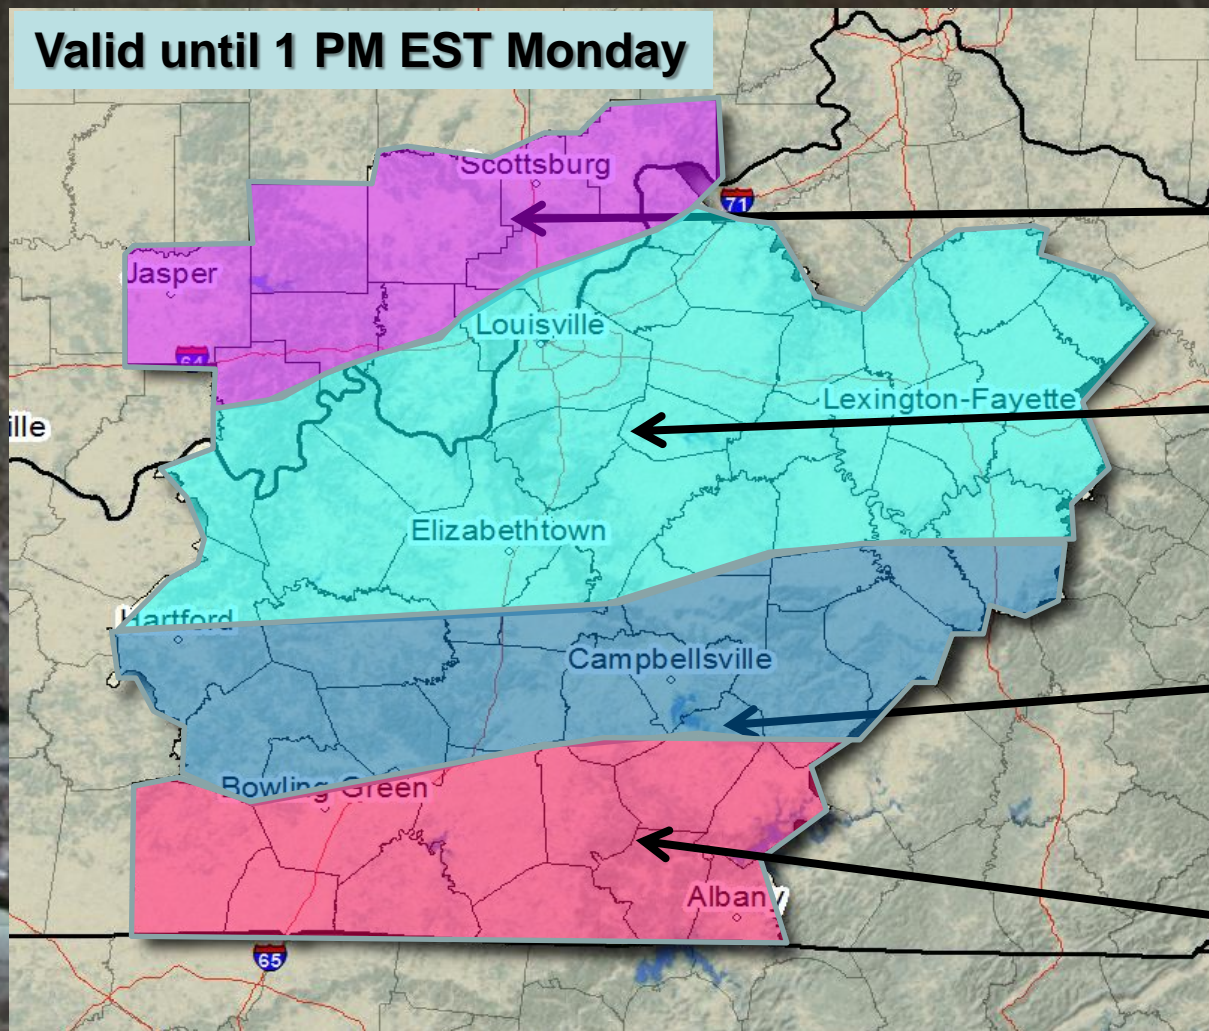 Valid until 1 PM EST Monday
Scottsburg
71
Jasper
64
Louisville
Lexington-Fayette
ille
Elizabethtown
Hartford
Campbellsville
Bowling Green
Albany
65